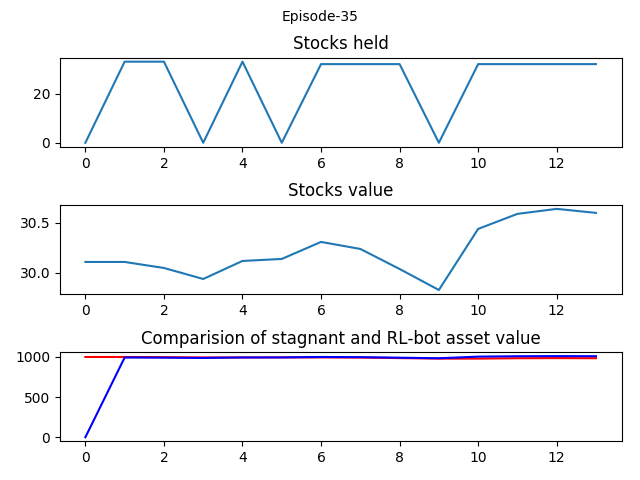 Episode-35
Stocks held
20
0
0 2 4 6 8 10 12
Stocks value
30.5
30.0
0 2 4 6 8 10 12
Comparision of stagnant and RL-bot asset value
1000
500
0
0 2 4 6 8 10 12